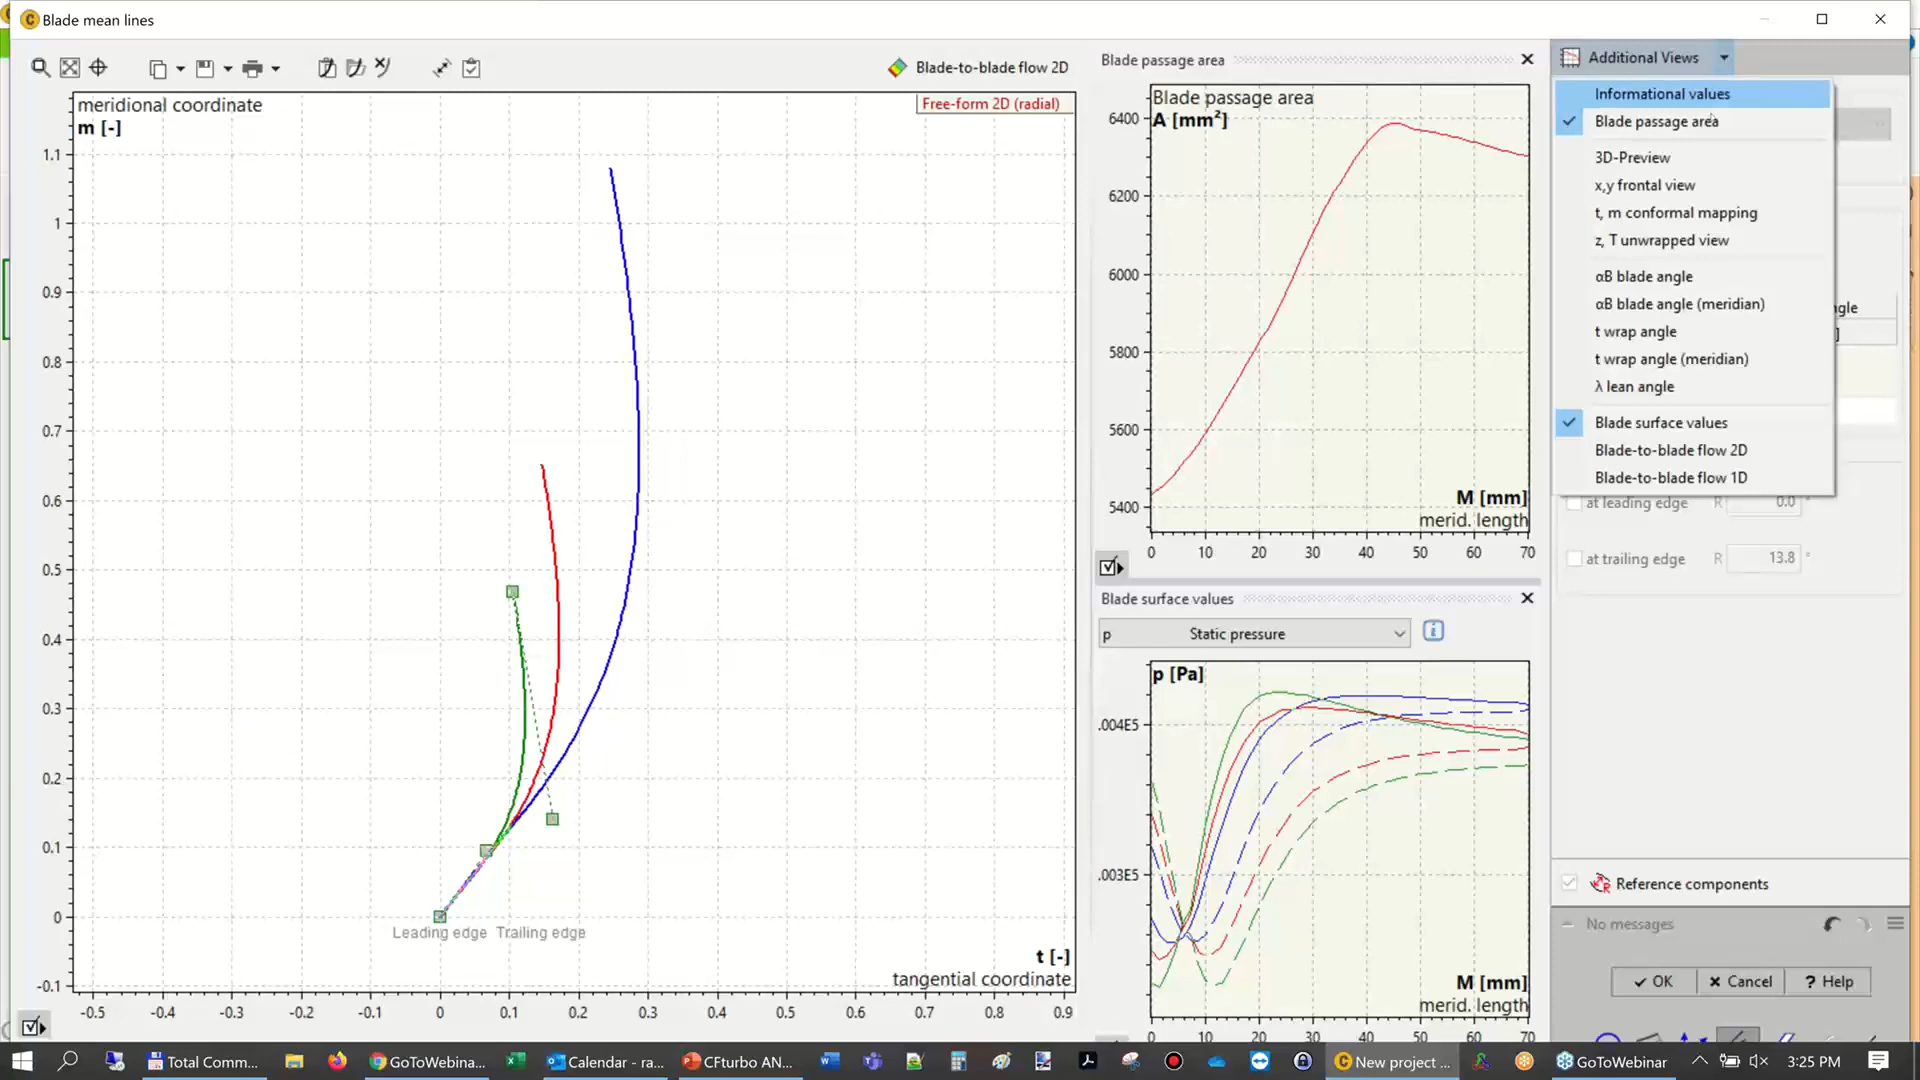 Blade mean lines
Blade-to-blade flow 2D
meridional coordinate
m [-]
Free-form 2D (radial)
1.1
1
0.9
0.8
0.7
0.6
0.5
0.4
0.3
0.2
0.1
0
-0.1
Leading edge Trailing edge
t [-]
tangential coordinate
-0.5 -0.4 -0.3 -0.2 -0.1 0 0.1 0.2 0.3 0.4 0.5 0.6 0.7 0.8 0.9
Blade passage area
Blade passage area
A [mm²]
6400
6200
6000
5800
5600
5400
M [mm]
merid. length
0 10 20 30 40 50 60 70
Blade surface values
p Static pressure
p [Pa]
.004E5
.003E5
M [mm]
merid. length
0 10 20 30 40 50 60 70
Additional Views
Informational values
Blade passage area
3D-Preview
x,y frontal view
t, m conformal mapping
z, T unwrapped view
αB blade angle
αB blade angle (meridian)
t wrap angle
t wrap angle (meridian)
λ lean angle
Blade surface values
Blade-to-blade flow 2D
Blade-to-blade flow 1D
ngle
]
at leading edge R 0.0 °
at trailing edge R 13.8 °
Reference components
No messages
OK Cancel ? Help
Total Comm...
GoToWebina...
Calendar - ra...
CFturbo AN...
New project ...
GoToWebinar
3:25 PM